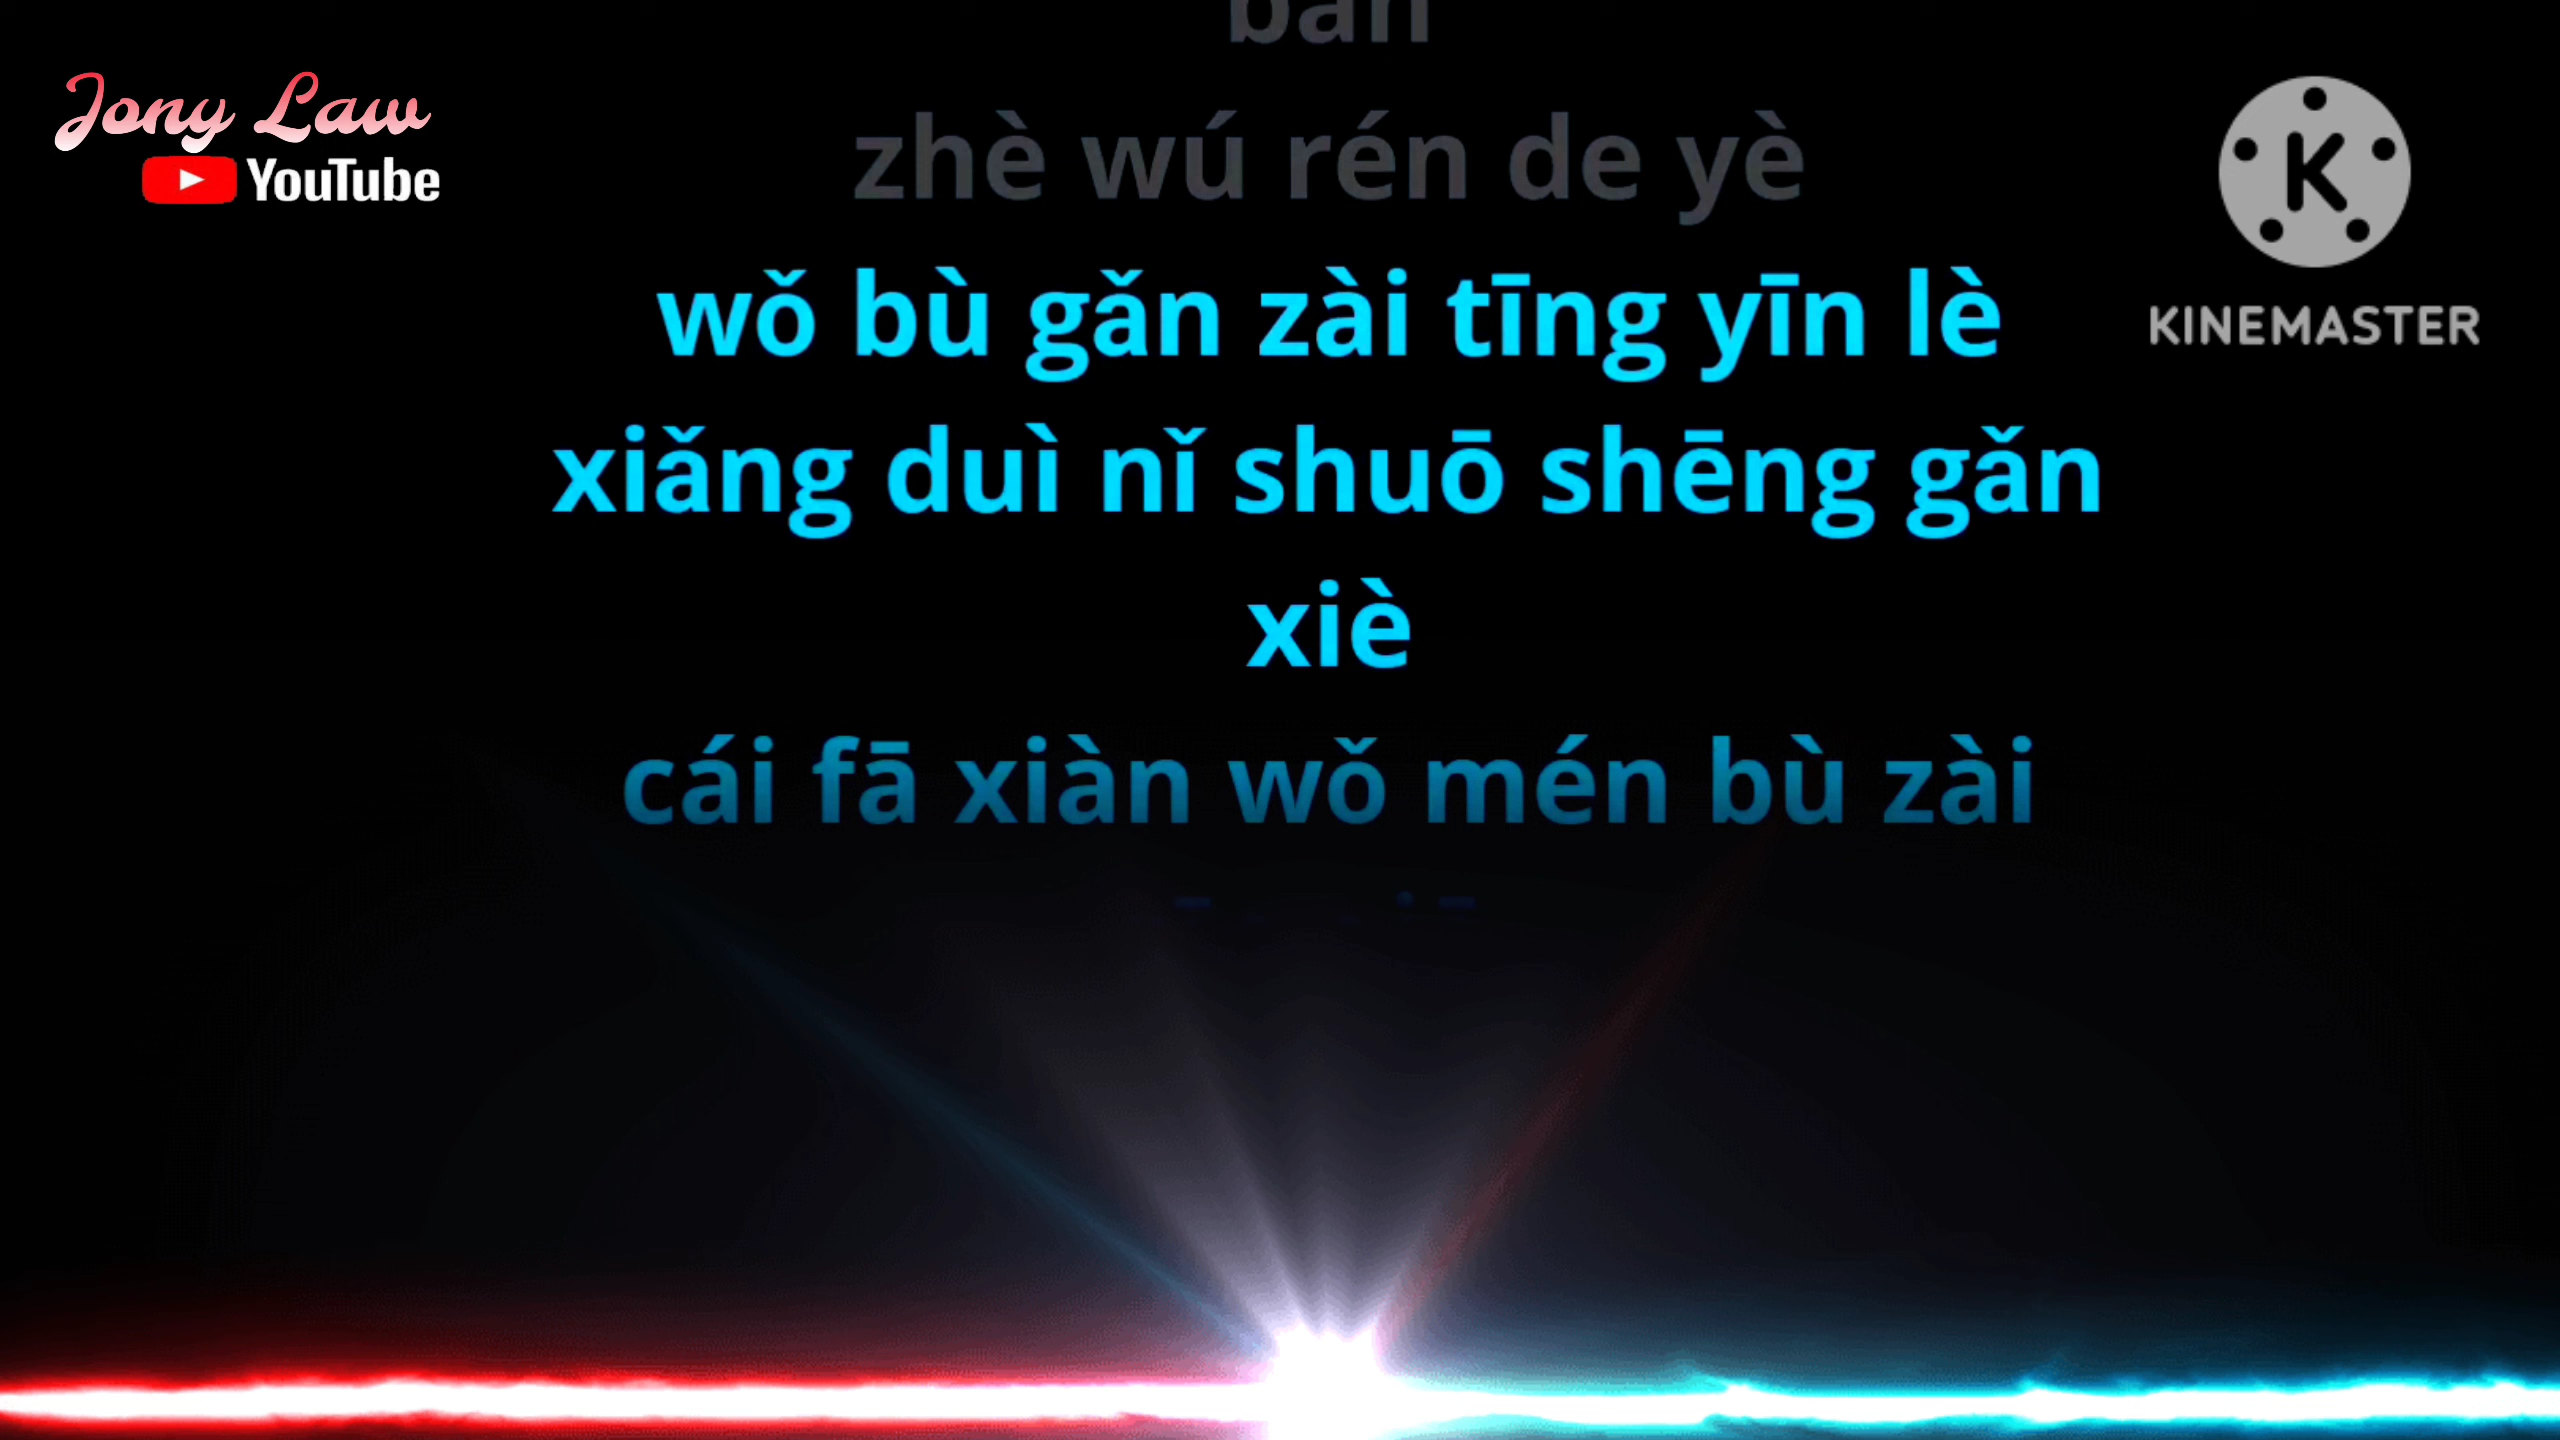 Jony Law
YouTube
KINEMASTER
zhè wú rén de yè
wǒ bù gǎn zài tīng yīn lè
xiǎng duì nǐ shuō shēng gǎn
xiè
cái fā xiàn wǒ mén bù zài